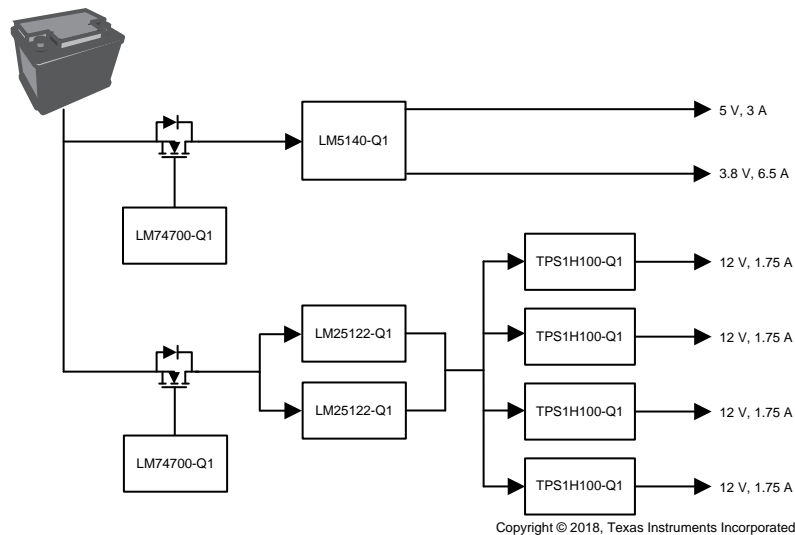 LM5140-Q1
5 V, 3 A
3.8 V, 6.5 A
LM74700-Q1
TPS1H100-Q1
12 V, 1.75 A
LM25122-Q1
TPS1H100-Q1
12 V, 1.75 A
LM25122-Q1
TPS1H100-Q1
12 V, 1.75 A
LM74700-Q1
TPS1H100-Q1
12 V, 1.75 A
Copyright © 2018, Texas Instruments Incorporated